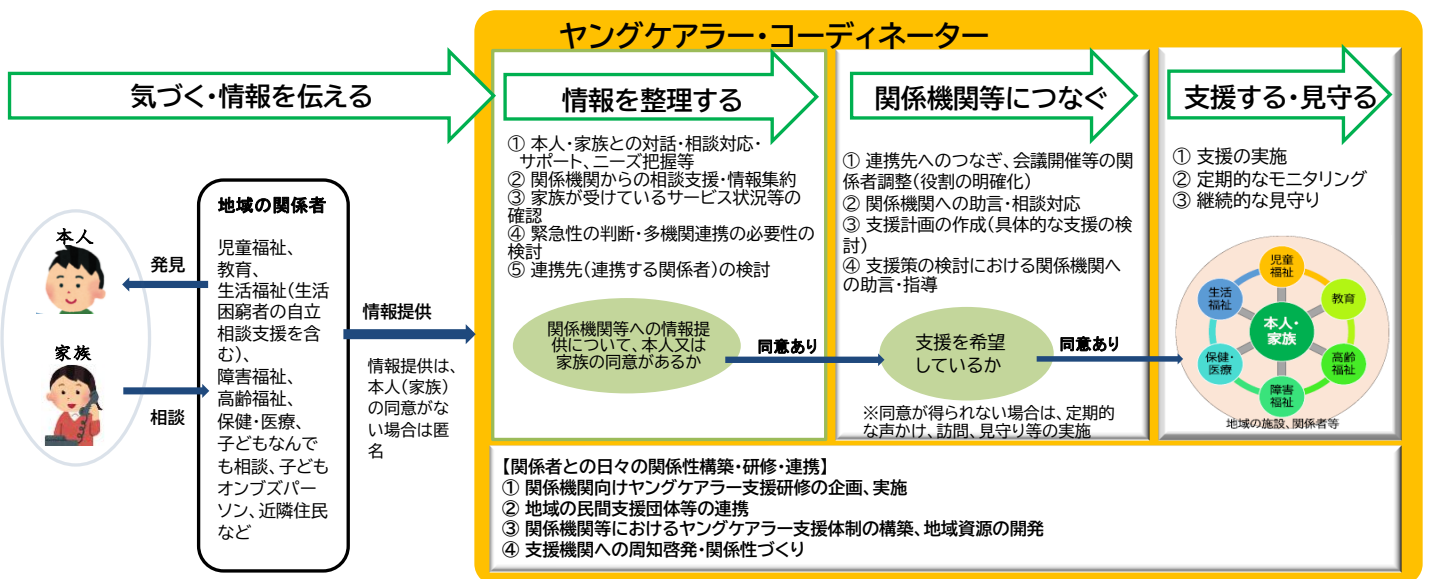 ヤングケアラー・コーディネーター
気づく・情報を伝える
本人
家族
発見
相談
地域の関係者
児童福祉、
教育、
生活福祉(生活
困窮者の自立
相談支援を含
む)、
障害福祉、
高齢福祉、
保健・医療、
子どもなんで
も相談、子ども
オンブズパー
ソン、近隣住民
など
情報提供
情報提供は、
本人(家族)
の同意がな
い場合は匿
名
情報を整理する
① 本人・家族との対話・相談対応・
サポート、ニーズ把握等
② 関係機関からの相談支援・情報集約
③ 家族が受けているサービス状況等の
確認
④ 緊急性の判断・多機関連携の必要性の
検討
⑤ 連携先(連携する関係者)の検討
関係機関等への情報提
供について、本人又は
家族の同意があるか
同意あり
関係機関等につなぐ
① 連携先へのつなぎ、会議開催等の関
係者調整(役割の明確化)
② 関係機関への助言・相談対応
③ 支援計画の作成(具体的な支援の検
討)
④ 支援策の検討における関係機関へ
の助言・指導
支援を希望
しているか
同意あり
※同意が得られない場合は、定期的
な声かけ、訪問、見守り等の実施
支援する・見守る
① 支援の実施
② 定期的なモニタリング
③ 継続的な見守り
児童
福祉
生活
福祉
教育
本人・
家族
保健・
医療
高齢
福祉
障害
福祉
地域の施設、関係者等
【関係者との日々の関係性構築・研修・連携】
① 関係機関向けヤングケアラー支援研修の企画、実施
② 地域の民間支援団体等の連携
③ 関係機関等におけるヤングケアラー支援体制の構築、地域資源の開発
④ 支援機関への周知啓発・関係性づくり